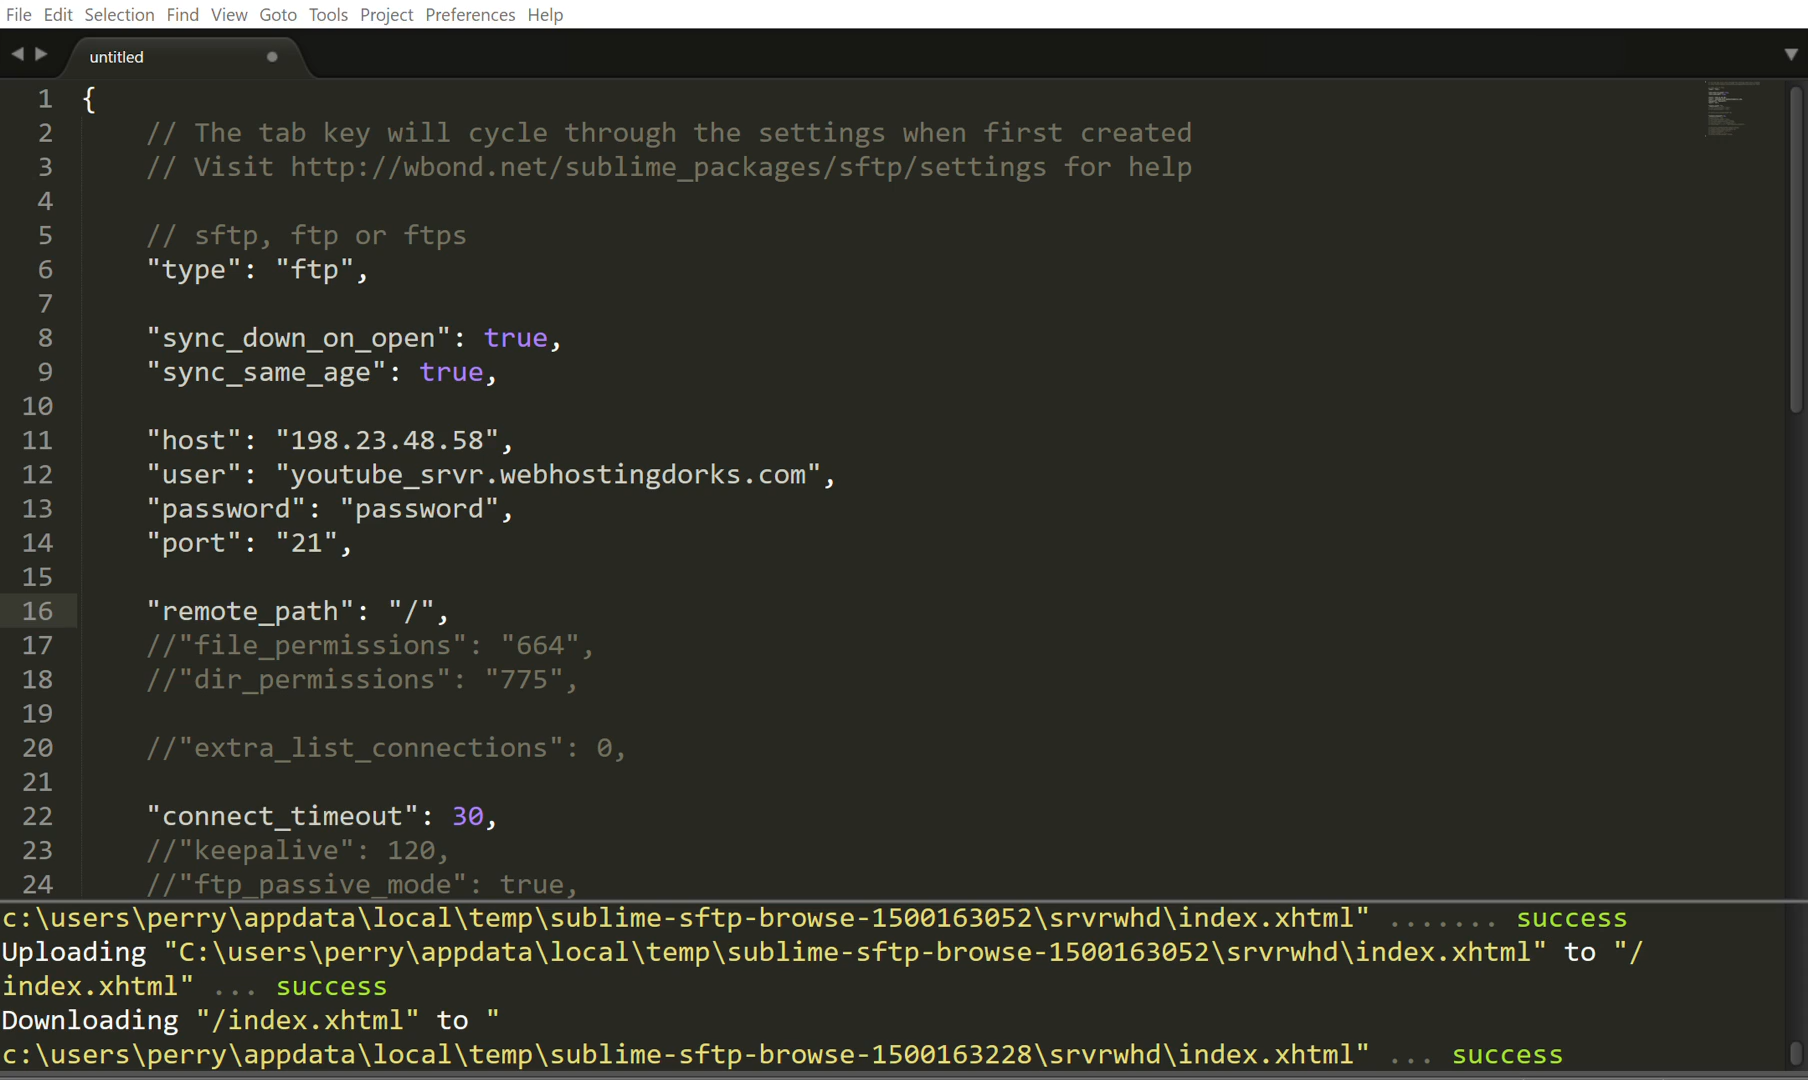 File Edit Selection Find View Goto Tools Project Preferences Help
untitled
1 {
2 // The tab key will cycle through the settings when first created
3 // Visit http://wbond.net/sublime_packages/sftp/settings for help
4
5 // sftp, ftp or ftps
6 "type": "ftp",
7
8 "sync_down_on_open": true,
9 "sync_same_age": true,
10
11 "host": "198.23.48.58",
12 "user": "youtube_srvr.webhostingdorks.com",
13 "password": "password",
14 "port": "21",
15
16 "remote_path": "/",
17 //"file_permissions": "664",
18 //"dir_permissions": "775",
19
20 //"extra_list_connections": 0,
21
22 "connect_timeout": 30,
23 //"keepalive": 120,
24 //"ftp_passive_mode": true,
c:\users\perry\appdata\local\temp\sublime-sftp-browse-1500163052\srvrwhd\index.xhtml" ....... success
Uploading "C:\users\perry\appdata\local\temp\sublime-sftp-browse-1500163052\srvrwhd\index.xhtml" to "/
index.xhtml" ... success
Downloading "/index.xhtml" to "
c:\users\perry\appdata\local\temp\sublime-sftp-browse-1500163228\srvrwhd\index.xhtml" ... success